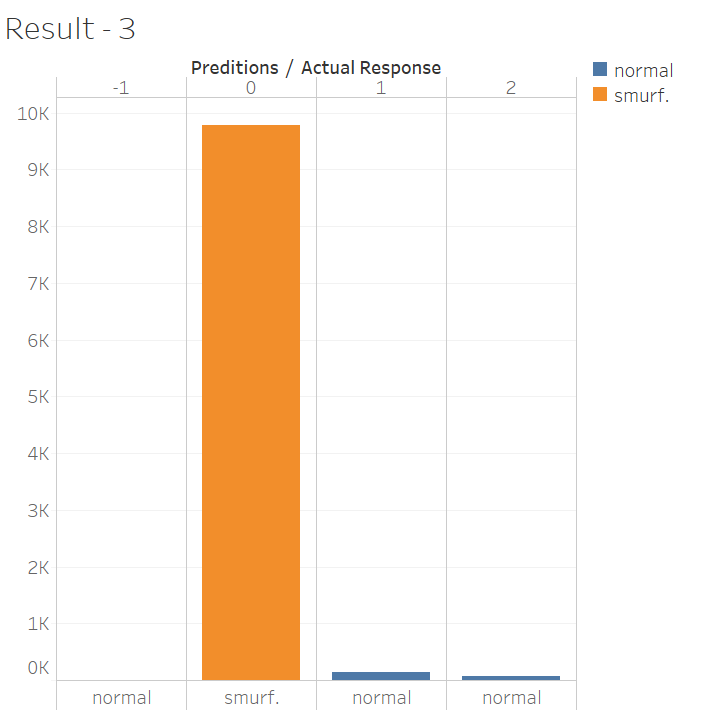 Result - 3
Preditions / Actual Response
-1 0 1 2
normal
smurf.
10K
9K
8K
7K
6K
5K
4K
3K
2K
1K
0K
normal smurf. normal normal